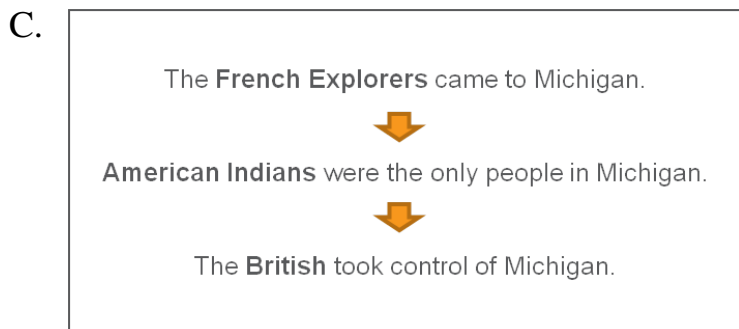 C.
The French Explorers came to Michigan.
American Indians were the only people in Michigan.
The British took control of Michigan.